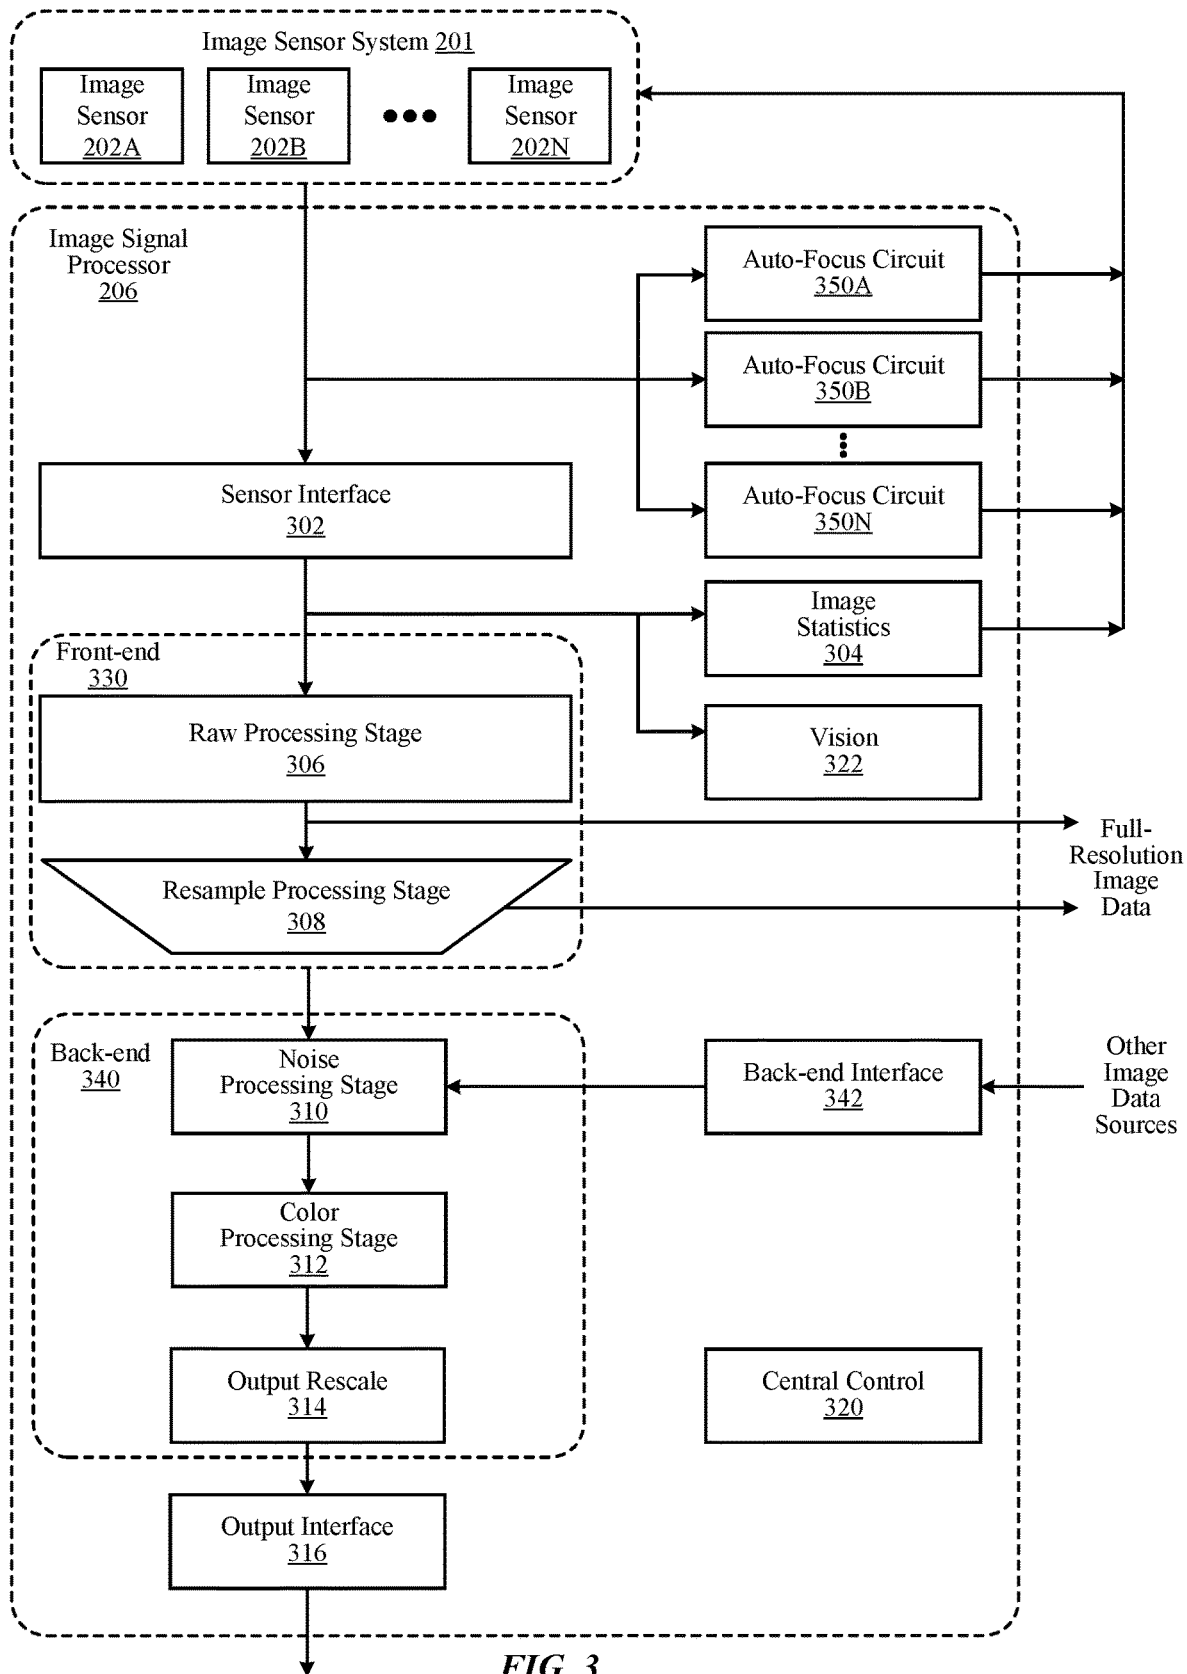 Image Sensor System 201
Image
Sensor
202A
Image
Sensor
202B
Image
Sensor
202N
Image Signal
Processor
206
Auto-Focus Circuit
350A
Auto-Focus Circuit
350B
Auto-Focus Circuit
350N
Sensor Interface
302
Image
Statistics
304
Front-end
330
Raw Processing Stage
306
Vision
322
Full-
Resolution
Image
Data
Resample Processing Stage
308
Back-end
340
Noise
Processing Stage
310
Back-end Interface
342
Other
Image
Data
Sources
Color
Processing Stage
312
Output Rescale
314
Central Control
320
Output Interface
316
FIG. 3